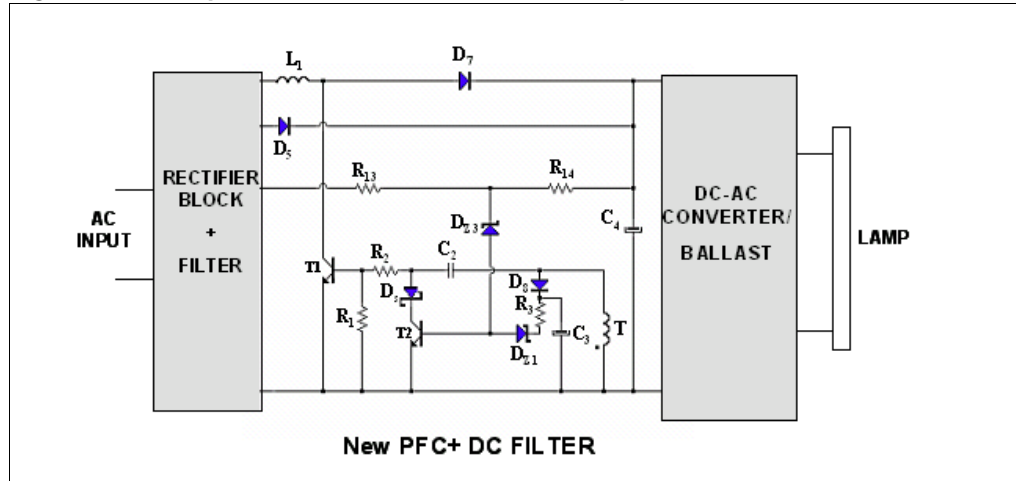 L1
D7
D5
RECTIFIER
BLOCK
+
FILTER
AC
INPUT
R13
R14
DZ3
C4
DC-AC
CONVERTER/
BALLAST
LAMP
T1
R2
C2
Ds
D8
R1
R3
T2
C3
T
DZ1
New PFC+ DC FILTER